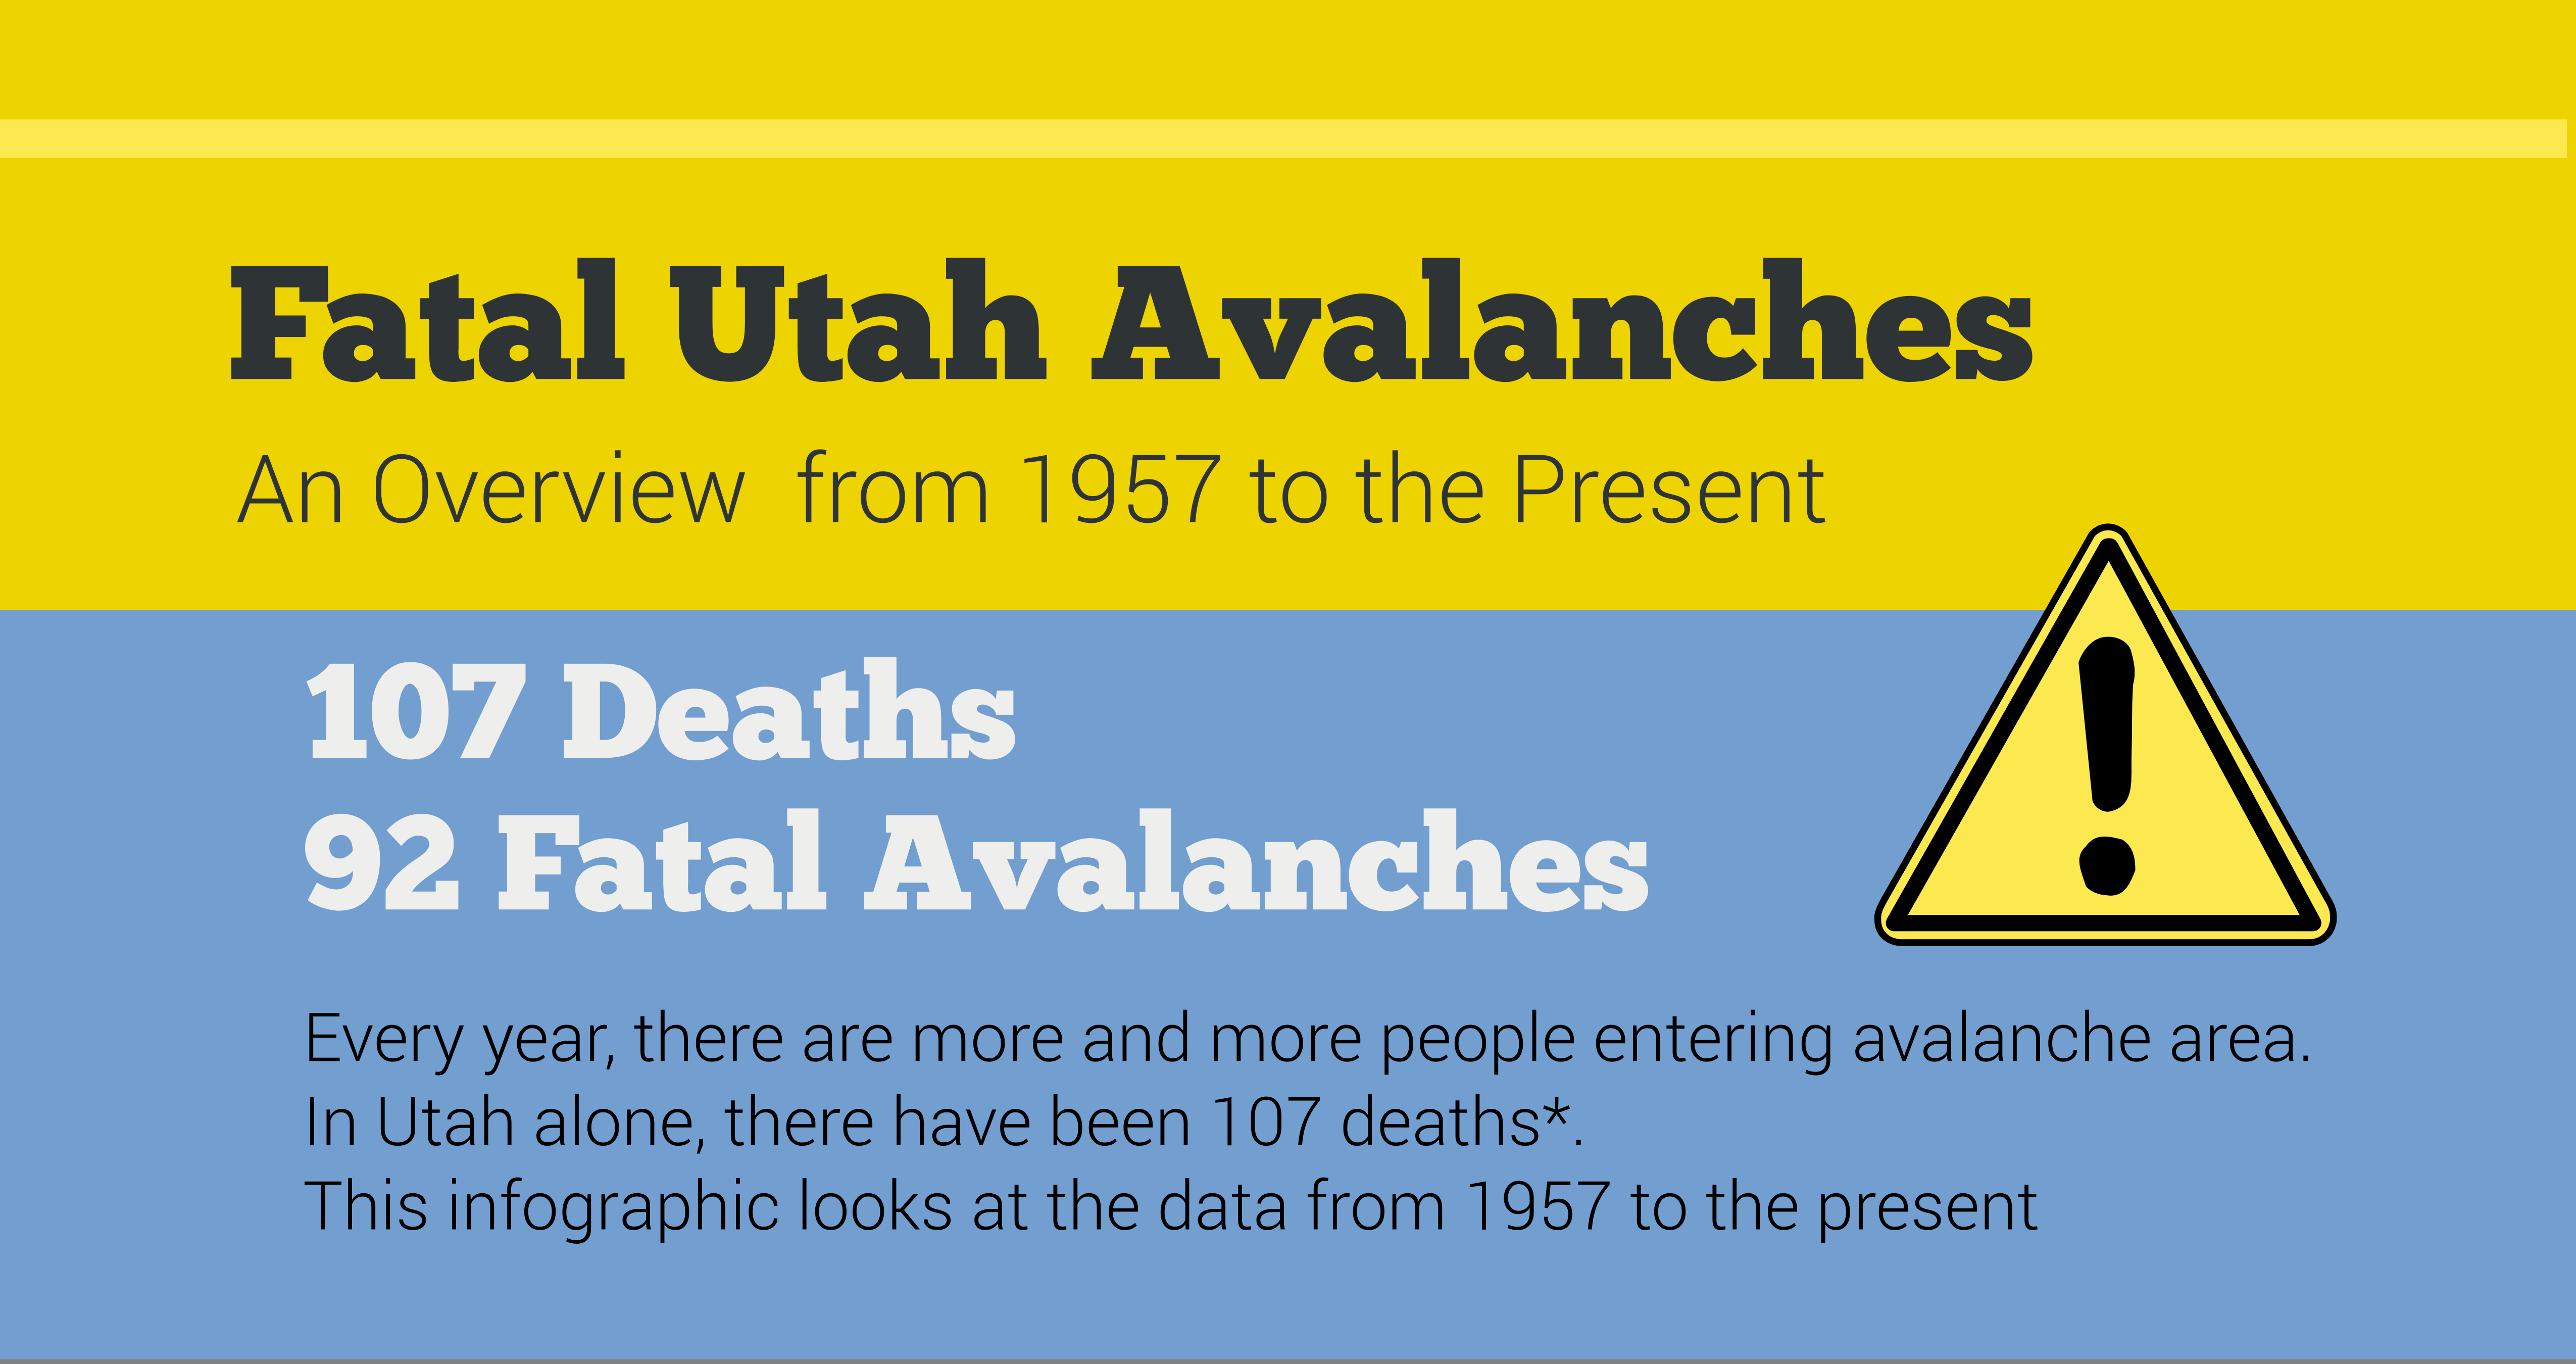 Fatal Utah Avalanches
An Overview  from 1957 to the Present
107 Deaths
92 Fatal Avalanches
Every year, there are more and more people entering avalanche area.
In Utah alone, there have been 107 deaths*.
This infographic looks at the data from 1957 to the present